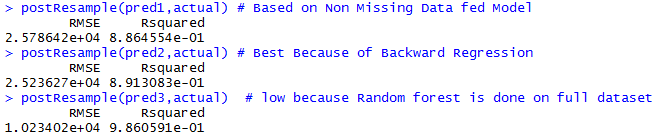 > postResample(pred1,actual) # Based on Non Missing Data fed Model
RMSE Rsquared
2.578642e+04 8.864554e-01
> postResample(pred2,actual) # Best Because of Backward Regression
RMSE Rsquared
2.523627e+04 8.913083e-01
> postResample(pred3,actual) # low because Random forest is done on full dataset
RMSE Rsquared
1.023402e+04 9.860591e-01